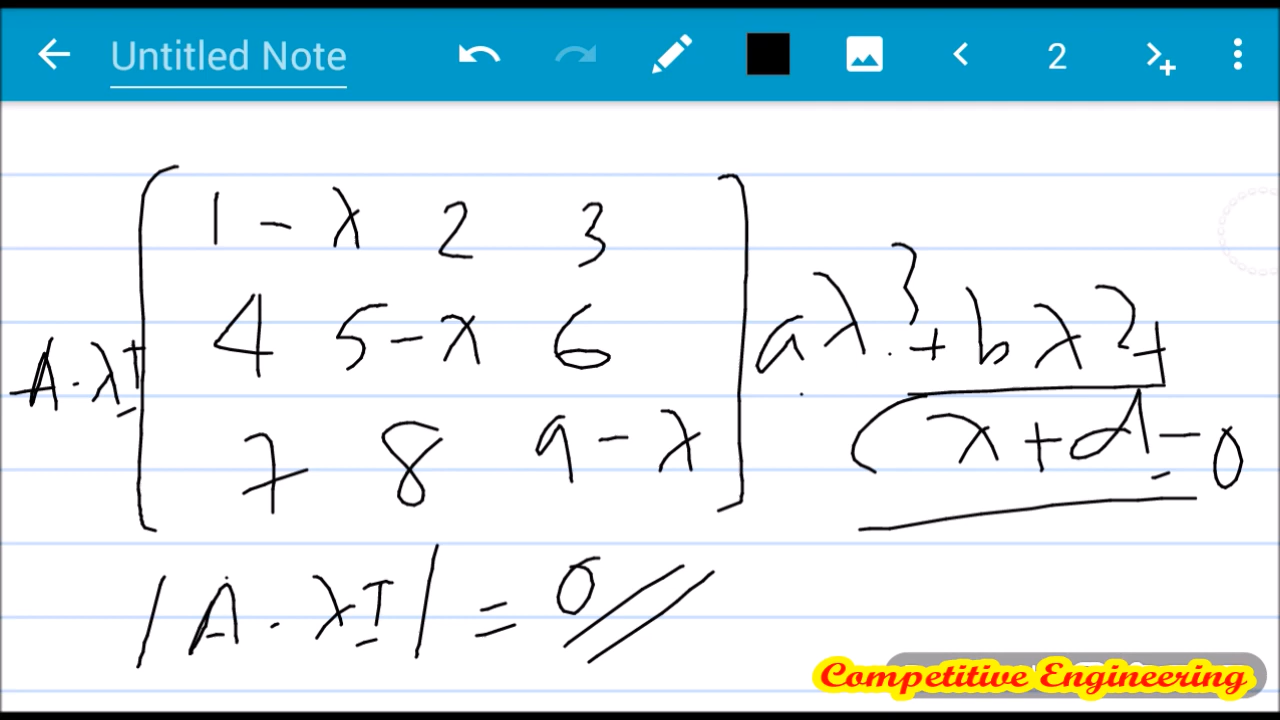 Untitled Note
2
1 - λ 2 3
4 5 - λ 6
7 8 9 - λ
A - λI
aλ³ + bλ² +
cλ + d = 0
|A - λI| = 0
Competitive Engineering